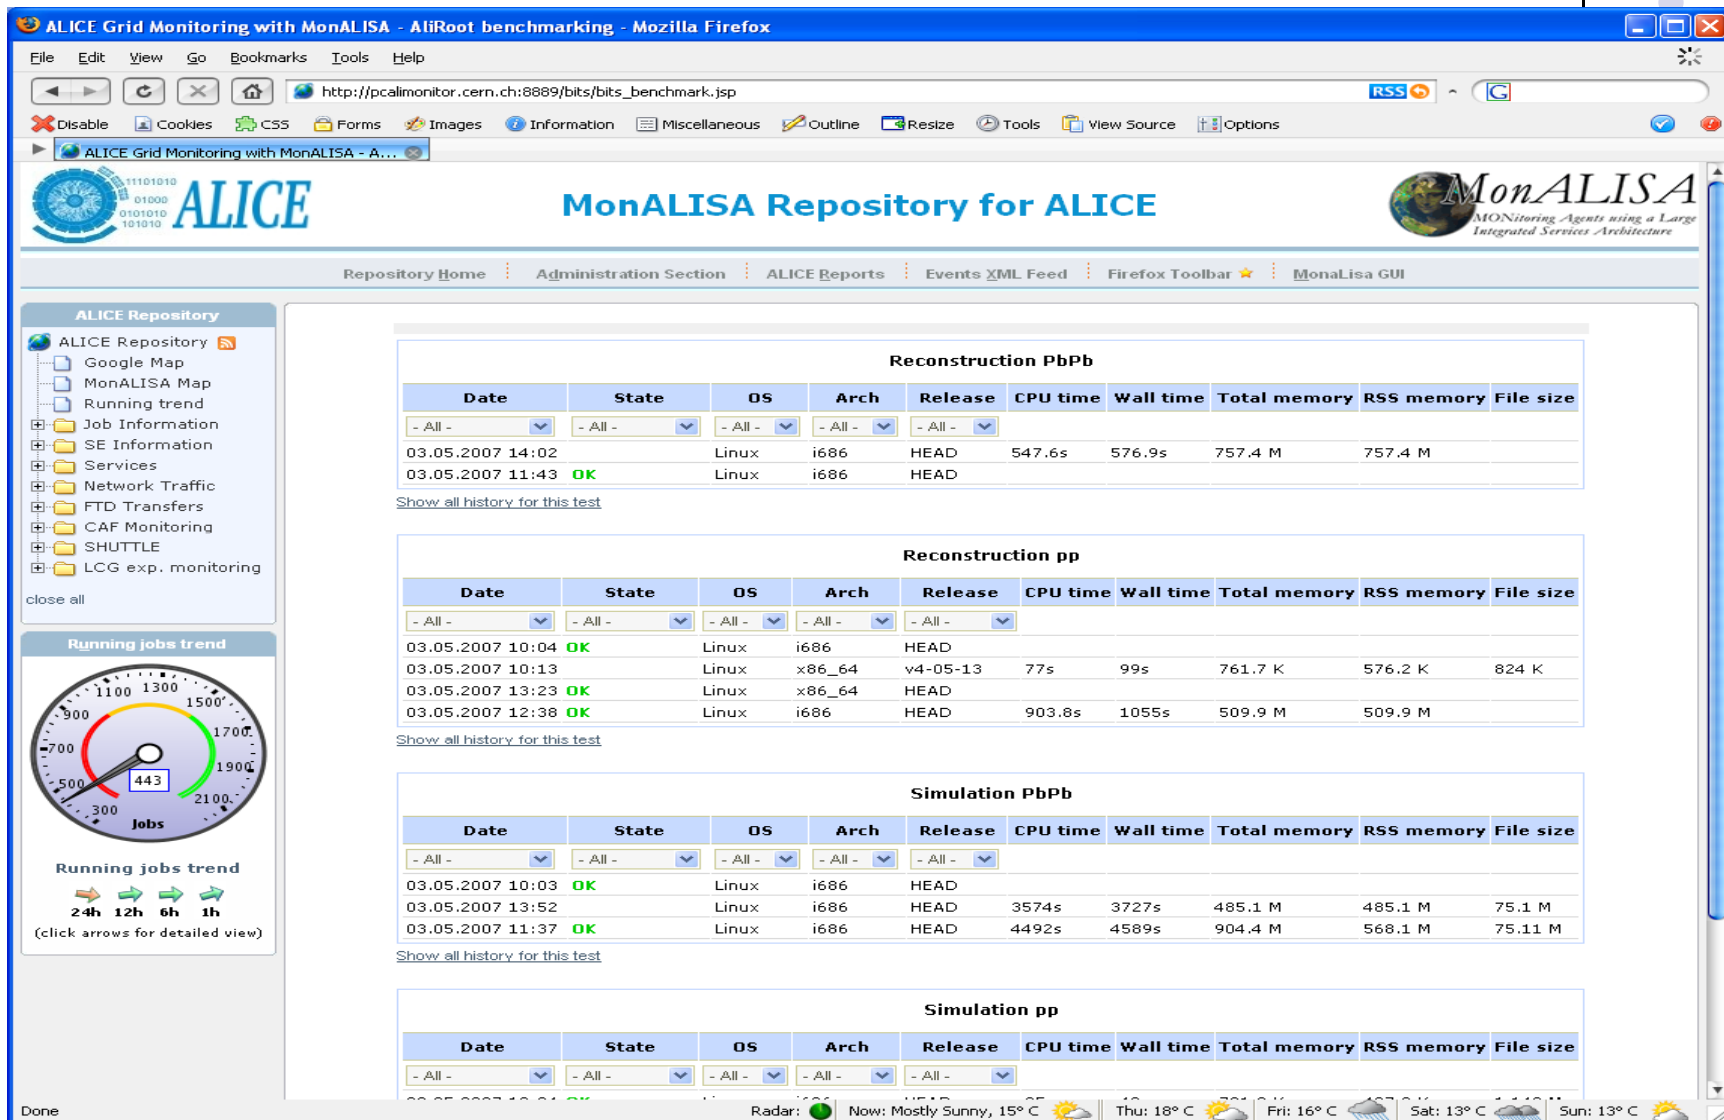 ALICE Grid Monitoring with MonALISA - AliRoot benchmarking - Mozilla Firefox
File Edit View Go Bookmarks Tools Help
http://pcalimonitor.cern.ch:8889/bits/bits_benchmark.jsp RSS G
Disable Cookies CSS Forms Images Information Miscellaneous Outline Resize Tools View Source Options
ALICE Grid Monitoring with MonALISA - A...
11101010
01000
0101010
101010
ALICE
MonALISA Repository for ALICE
MonALISA
MONitoring Agents using a Large
Integrated Services Architecture
Repository Home Administration Section ALICE Reports Events XML Feed Firefox Toolbar MonaLisa GUI
ALICE Repository
ALICE Repository
Google Map
MonALISA Map
Running trend
Job Information
SE Information
Services
Network Traffic
FTD Transfers
CAF Monitoring
SHUTTLE
LCG exp. monitoring
close all
Running jobs trend
300 500 700 900 1100 1300 1500 1700 1900 2100
443
Jobs
Running jobs trend
24h 12h 6h 1h
(click arrows for detailed view)
Reconstruction PbPb
Date State OS Arch Release CPU time Wall time Total memory RSS memory File size
- All - - All - - All - - All - - All -
03.05.2007 14:02 Linux i686 HEAD 547.6s 576.9s 757.4 M 757.4 M
03.05.2007 11:43 OK Linux i686 HEAD
Show all history for this test
Reconstruction pp
Date State OS Arch Release CPU time Wall time Total memory RSS memory File size
- All - - All - - All - - All - - All -
03.05.2007 10:04 OK Linux i686 HEAD
03.05.2007 10:13 Linux x86_64 v4-05-13 77s 99s 761.7 K 576.2 K 824 K
03.05.2007 13:23 OK Linux x86_64 HEAD
03.05.2007 12:38 OK Linux i686 HEAD 903.8s 1055s 509.9 M 509.9 M
Show all history for this test
Simulation PbPb
Date State OS Arch Release CPU time Wall time Total memory RSS memory File size
- All - - All - - All - - All - - All -
03.05.2007 10:03 OK Linux i686 HEAD
03.05.2007 13:52 Linux i686 HEAD 3574s 3727s 485.1 M 485.1 M 75.1 M
03.05.2007 11:37 OK Linux i686 HEAD 4492s 4589s 904.4 M 568.1 M 75.11 M
Show all history for this test
Simulation pp
Date State OS Arch Release CPU time Wall time Total memory RSS memory File size
- All - - All - - All - - All - - All -
Done Radar: Now: Mostly Sunny, 15° C Thu: 18° C Fri: 16° C Sat: 13° C Sun: 13° C